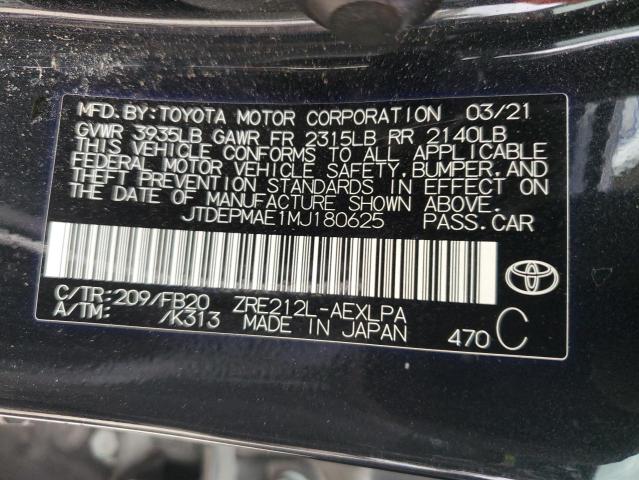 MFD.BY:TOYOTA MOTOR CORPORATION 03/21
GVWR 3935LB GAWR FR 2315LB RR 2140LB
THIS VEHICLE CONFORMS TO ALL APPLICABLE
FEDERAL MOTOR VEHICLE SAFETY,BUMPER,AND
THEFT PREVENTION STANDARDS IN EFFECT ON
THE DATE OF MANUFACTURE SHOWN ABOVE.
JTDEPMAE1MJ180625 PASS.CAR
C/TR:209/FB20 ZRE212L-AEXLPA
A/TM: /K313 MADE IN JAPAN 470 C